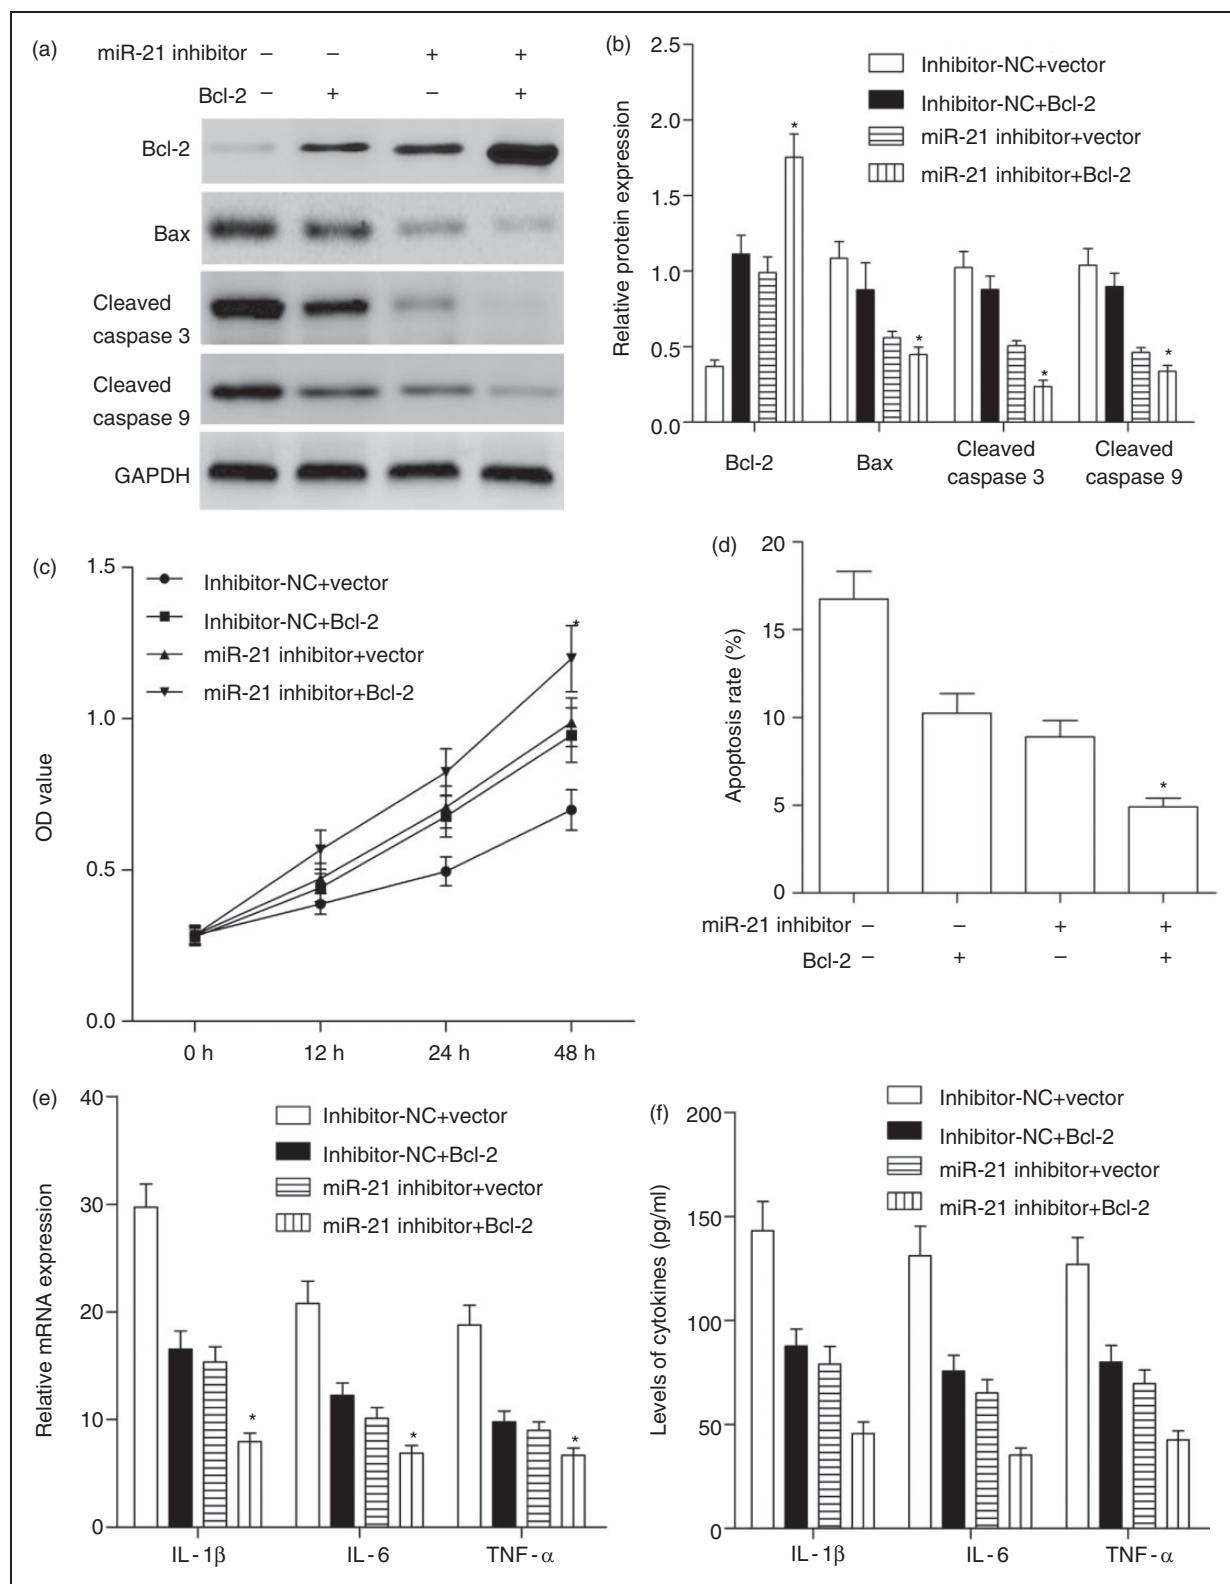 (a)
miR-21 inhibitor – – + +
Bcl-2 – + – +
Bcl-2
Bax
Cleaved
caspase 3
Cleaved
caspase 9
GAPDH
(b)
Relative protein expression
2.5
2.0
1.5
1.0
0.5
0.0
Inhibitor-NC+vector
Inhibitor-NC+Bcl-2
miR-21 inhibitor+vector
miR-21 inhibitor+Bcl-2
*
*
*
*
Bcl-2
Bax
Cleaved
caspase 3
Cleaved
caspase 9
(c)
OD value
1.5
1.0
0.5
0.0
Inhibitor-NC+vector
Inhibitor-NC+Bcl-2
miR-21 inhibitor+vector
miR-21 inhibitor+Bcl-2
*
0 h 12 h 24 h 48 h
(d)
Apoptosis rate (%)
20
15
10
5
0
*
miR-21 inhibitor – – + +
Bcl-2 – + – +
(e)
Relative mRNA expression
40
30
20
10
0
Inhibitor-NC+vector
Inhibitor-NC+Bcl-2
miR-21 inhibitor+vector
miR-21 inhibitor+Bcl-2
*
*
*
IL-1β IL-6 TNF-α
(f)
Levels of cytokines (pg/ml)
200
150
100
50
0
Inhibitor-NC+vector
Inhibitor-NC+Bcl-2
miR-21 inhibitor+vector
miR-21 inhibitor+Bcl-2
IL-1β IL-6 TNF-α